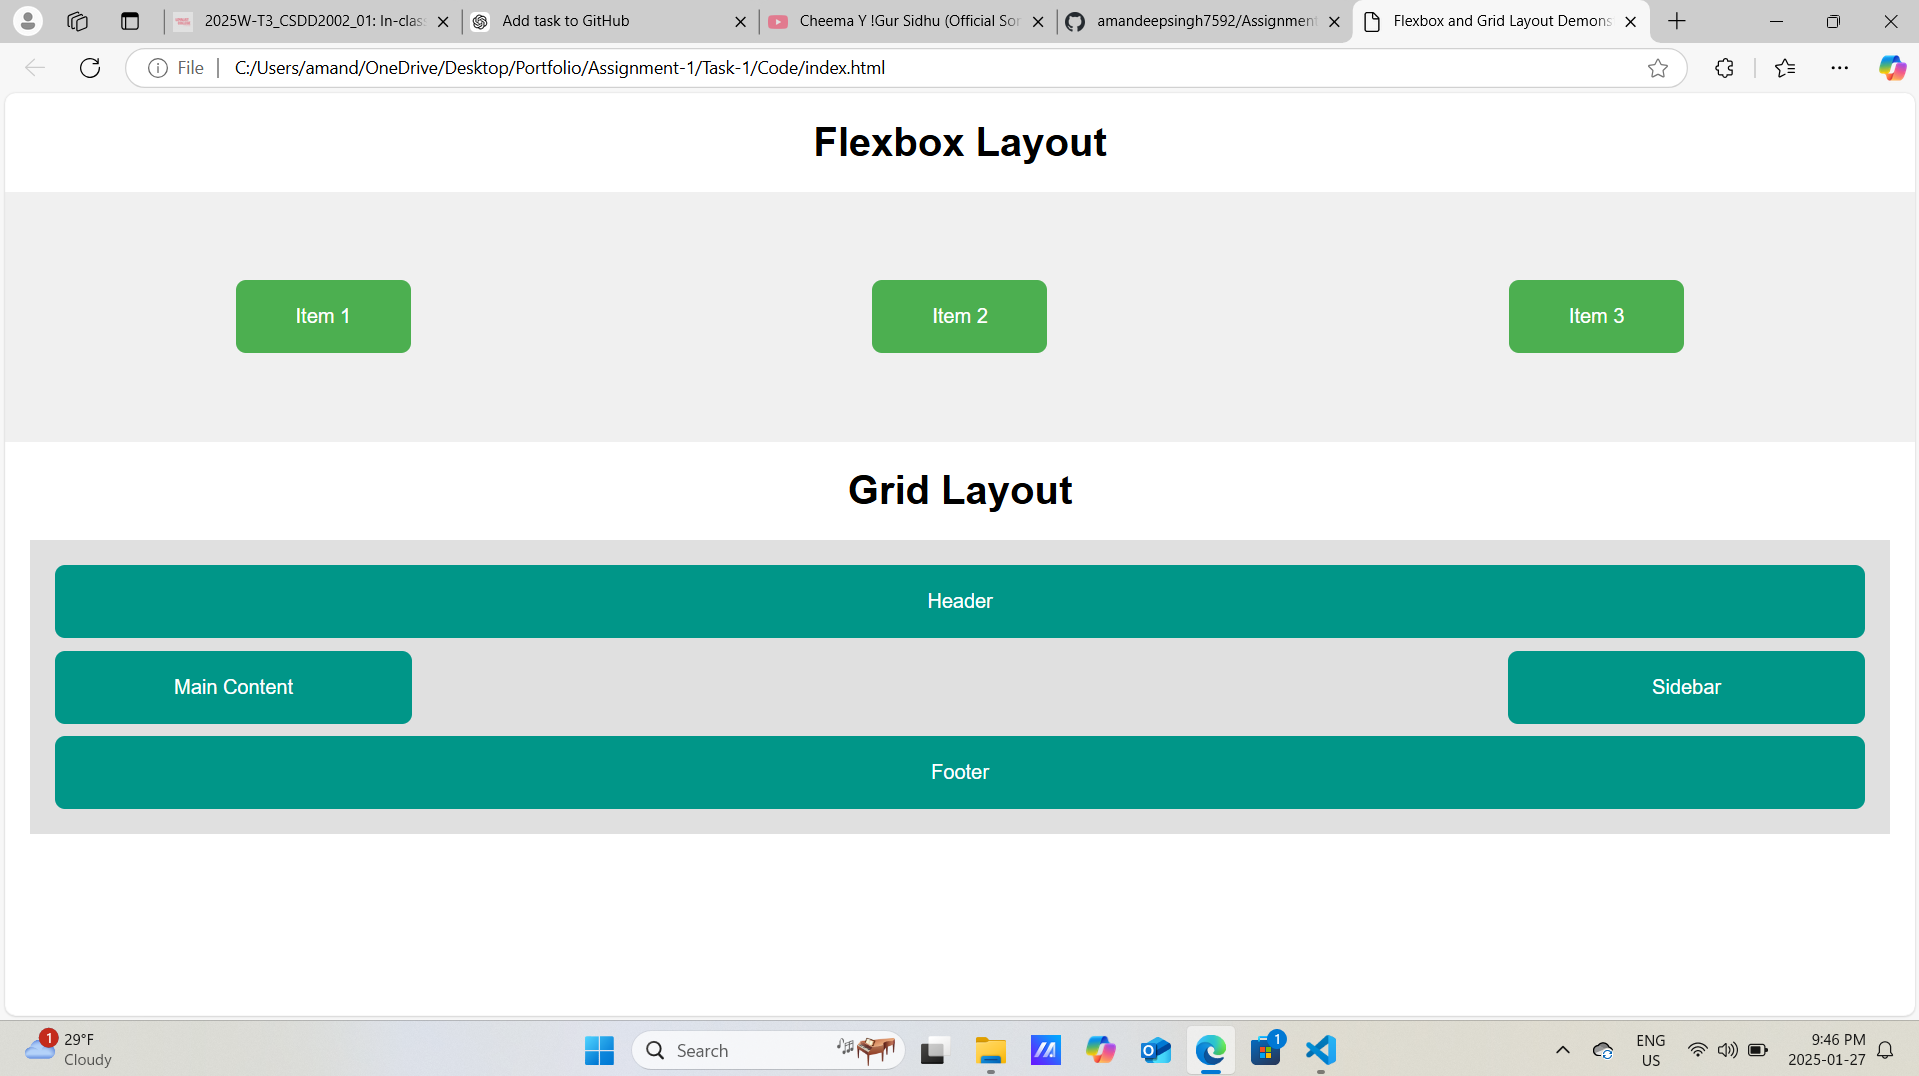 2025W-T3_CSDD2002_01: In-clas
Add task to GitHub
Cheema Y !Gur Sidhu (Official Son
amandeepsingh7592/Assignment
Flexbox and Grid Layout Demons
File
C:/Users/amand/OneDrive/Desktop/Portfolio/Assignment-1/Task-1/Code/index.html
Flexbox Layout
Item 1
Item 2
Item 3
Grid Layout
Header
Main Content
Sidebar
Footer
1
29°F
Cloudy
Search
1
ENG
US
9:46 PM
2025-01-27